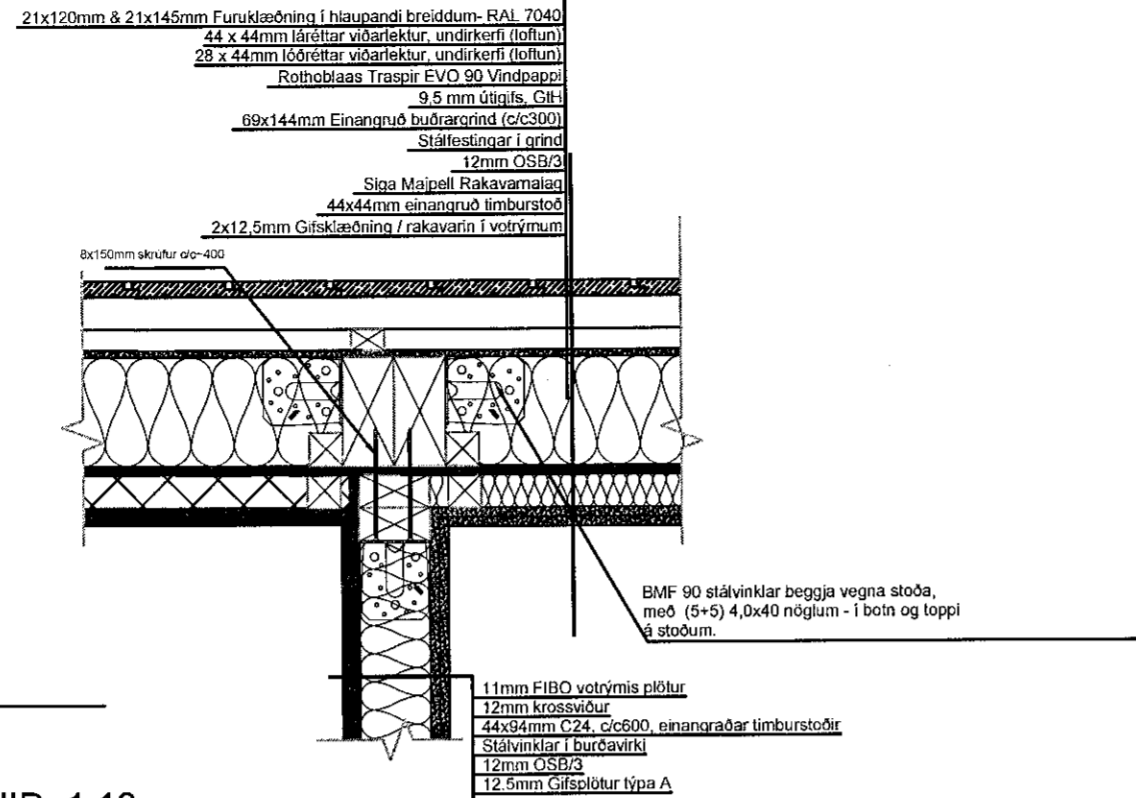 21x120mm & 21x145mm Furuklæðning í hlaupandi breiddum- RAL 7040
44 x 44mm láréttar viðarlektur, undirkerfi (loftun)
28 x 44mm lóðréttar viðarlektur, undirkerfi (loftun)
Rothoblaas Traspir EVO 90 Vindpappi
9,5 mm útigifs, GtH
69x144mm Einangruð buðrargrind (c/c300)
Stálfestingar í grind
12mm OSB/3
Siga Majpell Rakavarnalag
44x44mm einangruð timburstoð
2x12,5mm Gifsklæðning / rakavarin í votrýmum
8x150mm skrúfur c/c~400
BMF 90 stálvinklar beggja vegna stoða,
með (5+5) 4,0x40 nöglum - í botn og toppi
á stoðum.
11mm FIBO votrýmis plötur
12mm krossviður
44x94mm C24, c/c600, einangraðar timburstoðir
Stálvinklar í burðavirki
12mm OSB/3
12.5mm Gifsplötur týpa A